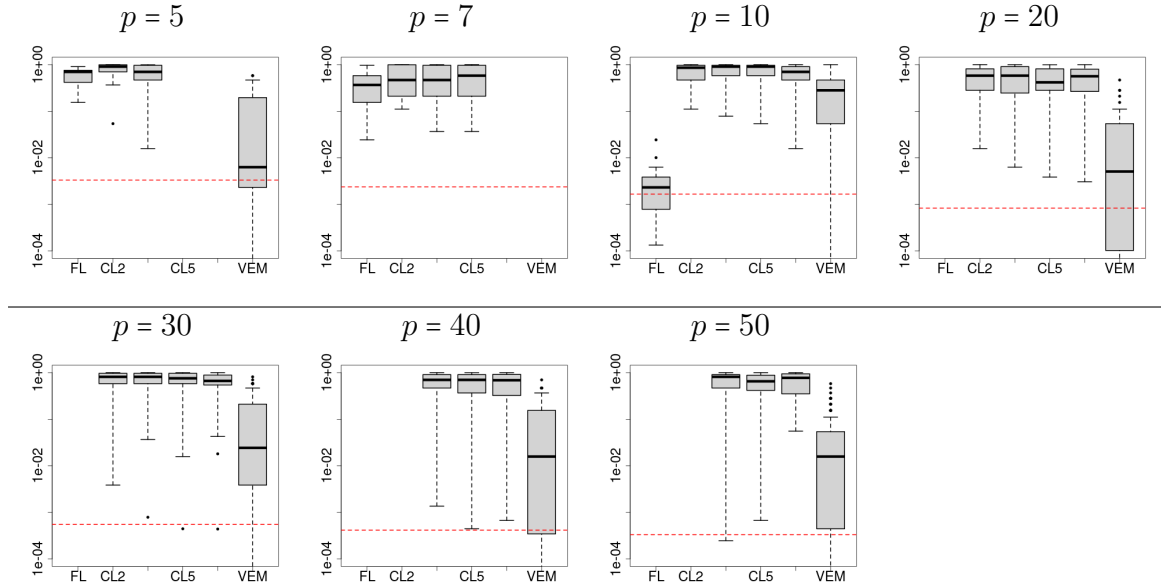 p = 5
p = 7
p = 10
p = 20
1e+00
1e-02
1e-04
FL CL2 CL5 VEM
1e+00
1e-02
1e-04
FL CL2 CL5 VEM
1e+00
1e-02
1e-04
FL CL2 CL5 VEM
1e+00
1e-02
1e-04
FL CL2 CL5 VEM
p = 30
p = 40
p = 50
1e+00
1e-02
1e-04
FL CL2 CL5 VEM
1e+00
1e-02
1e-04
FL CL2 CL5 VEM
1e+00
1e-02
1e-04
FL CL2 CL5 VEM